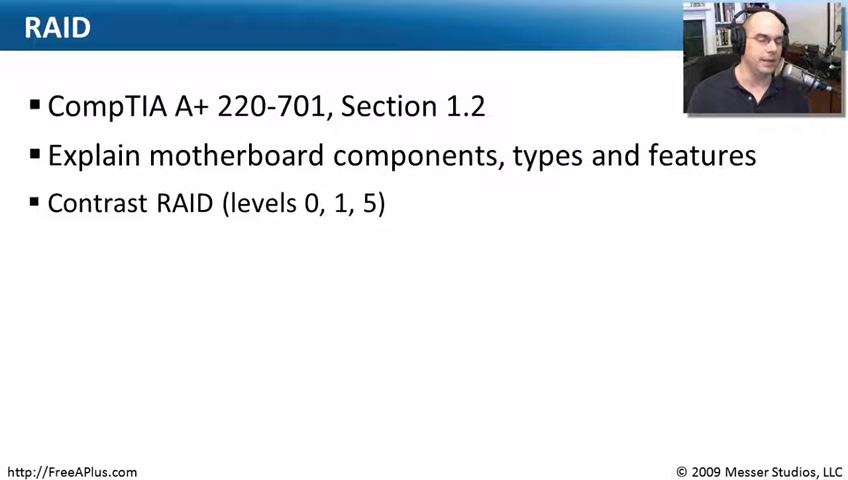 RAID
▪ CompTIA A+ 220-701, Section 1.2
▪ Explain motherboard components, types and features
▪ Contrast RAID (levels 0, 1, 5)
http://FreeAPlus.com
© 2009 Messer Studios, LLC